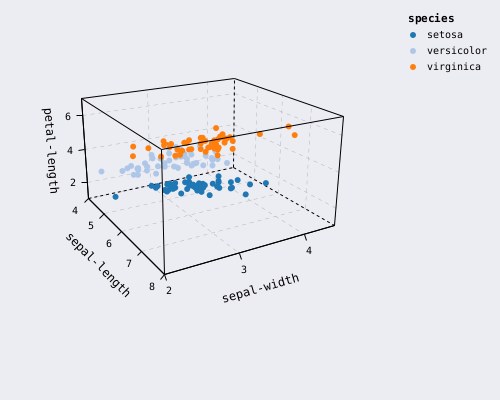 species
setosa
versicolor
virginica
petal-length
6
4
2
sepal-length
4
5
6
7
8
sepal-width
2
3
4